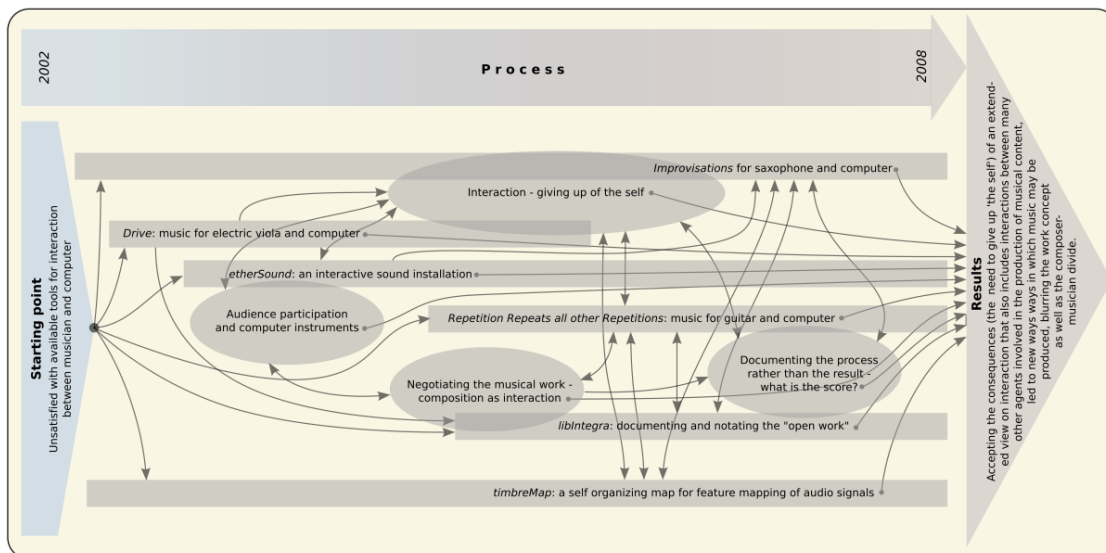 2002
Process
2008
Starting point
Unsatisfied with available tools for interaction
between musician and computer
Improvisations for saxophone and computer
Interaction - giving up of the self
Drive: music for electric viola and computer
etherSound: an interactive sound installation
Audience participation
and computer instruments
Repetition Repeats all other Repetitions: music for guitar and computer
Negotiating the musical work -
composition as interaction
Documenting the process
rather than the result -
what is the score?
libIntegra: documenting and notating the "open work"
timbreMap: a self organizing map for feature mapping of audio signals
Results
Accepting the consequences (the need to give up 'the self') of an extend-
ed view on interaction that also includes interactions between many
other agents involved in the production of musical content,
led to new ways ways in which music may be
produced, blurring the work concept
as well as the composer-
musician divide.